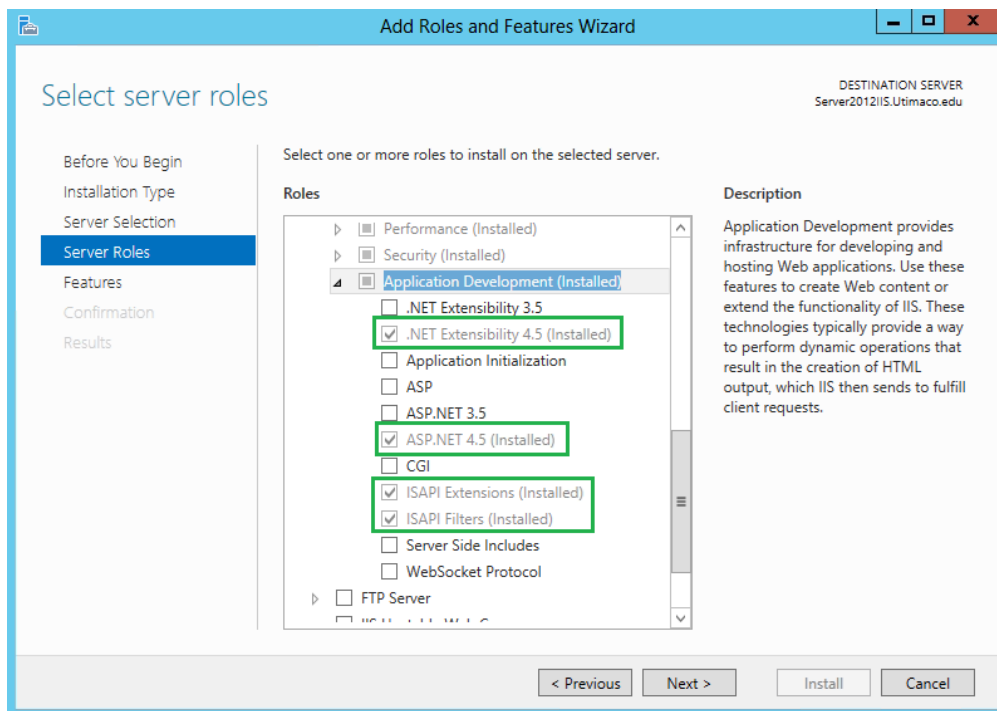 Add Roles and Features Wizard
Select server roles
DESTINATION SERVER
Server2012IIS.Utimaco.edu
Before You Begin
Installation Type
Server Selection
Server Roles
Features
Confirmation
Results
Select one or more roles to install on the selected server.
Roles
Performance (Installed)
Security (Installed)
Application Development (Installed)
.NET Extensibility 3.5
.NET Extensibility 4.5 (Installed)
Application Initialization
ASP
ASP.NET 3.5
ASP.NET 4.5 (Installed)
CGI
ISAPI Extensions (Installed)
ISAPI Filters (Installed)
Server Side Includes
WebSocket Protocol
FTP Server
Description
Application Development provides
infrastructure for developing and
hosting Web applications. Use these
features to create Web content or
extend the functionality of IIS. These
technologies typically provide a way
to perform dynamic operations that
result in the creation of HTML
output, which IIS then sends to fulfill
client requests.
< Previous
Next >
Install
Cancel